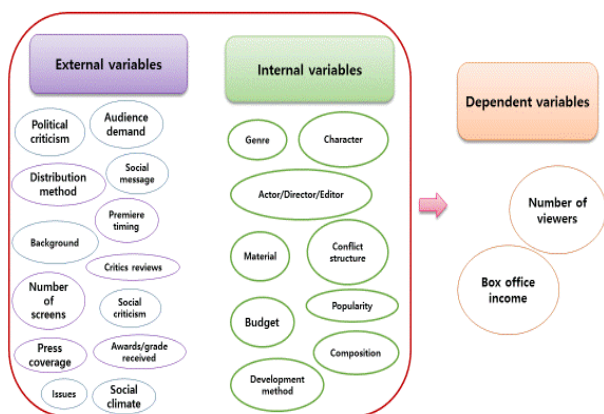 External variables
Internal variables
Dependent variables
Political
criticism
Audience
demand
Distribution
method
Social
message
Premiere
timing
Background
Critics reviews
Number
of
screens
Social
criticism
Press
coverage
Awards/grade
received
Issues
Social
climate
Genre
Character
Actor/Director/Editor
Material
Conflict
structure
Budget
Popularity
Composition
Development
method
Number of
viewers
Box office
income